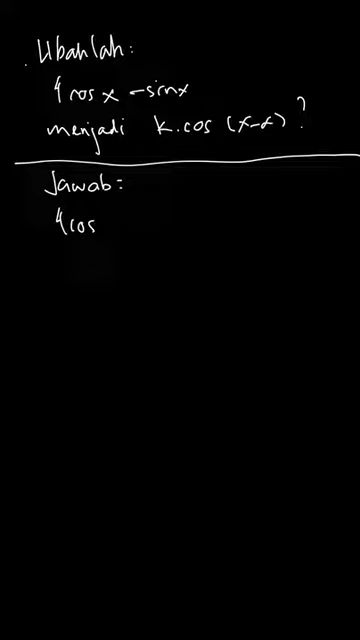 Ubahlah:
4 cos x - sin x
menjadi k. cos (x-α)?
Jawab:
4 cos